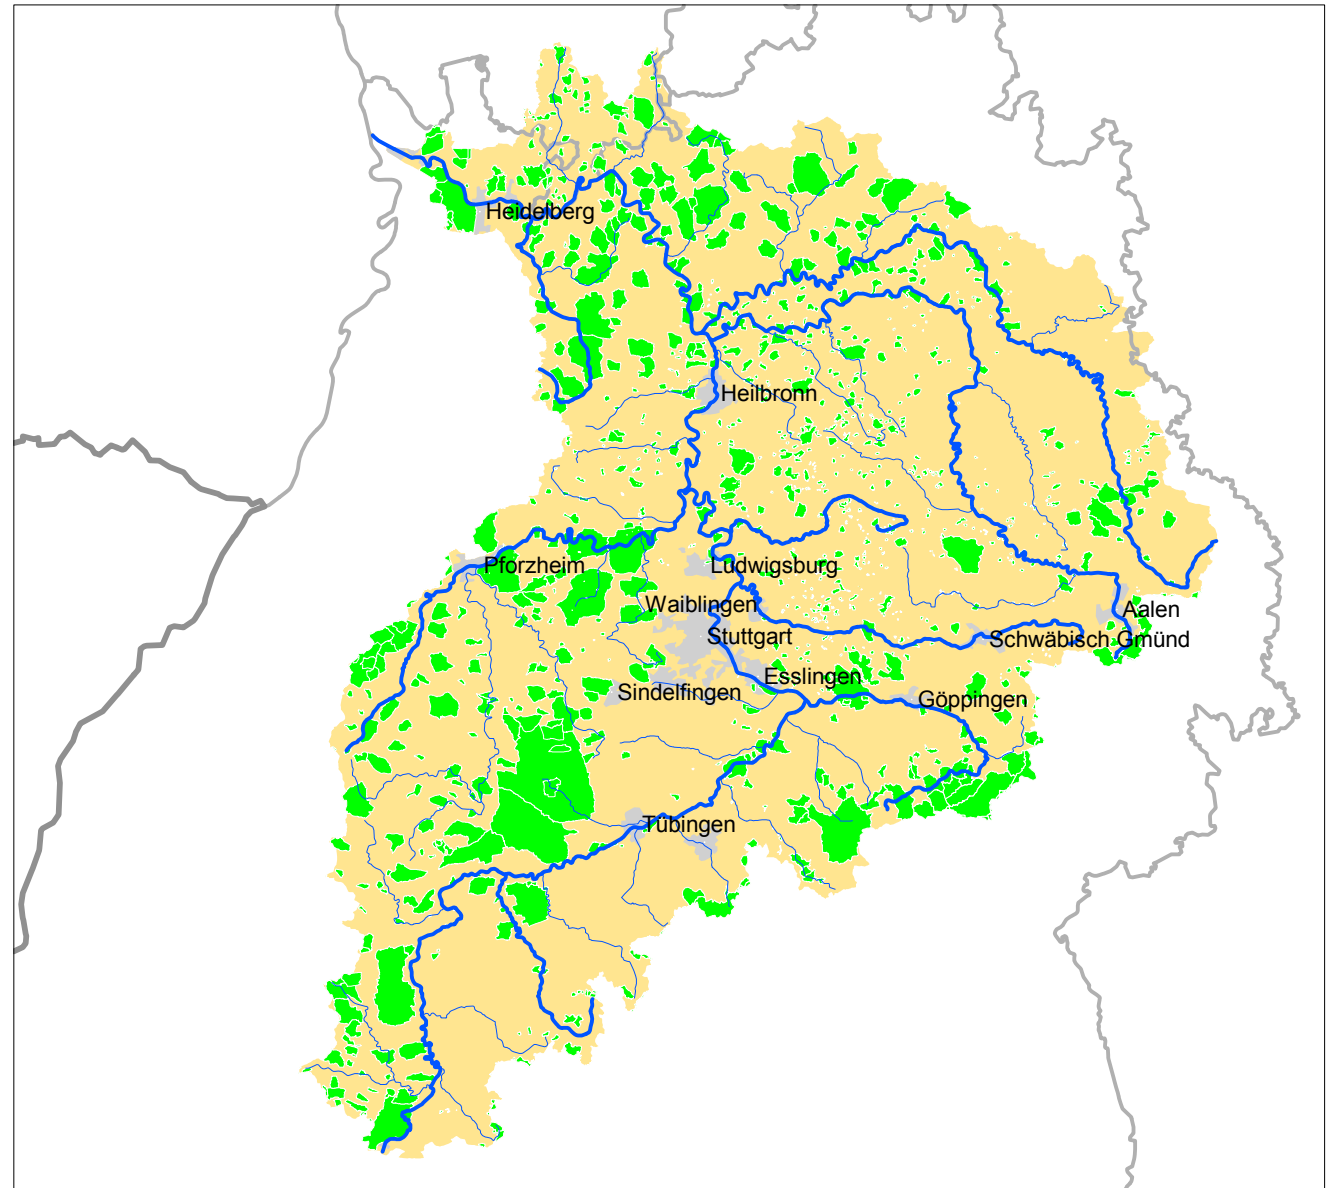 Heidelberg
Heilbronn
Pforzheim
Ludwigsburg
Waiblingen
Aalen
Stuttgart
Schwäbisch Gmünd
Esslingen
Sindelfingen
Göppingen
Tübingen